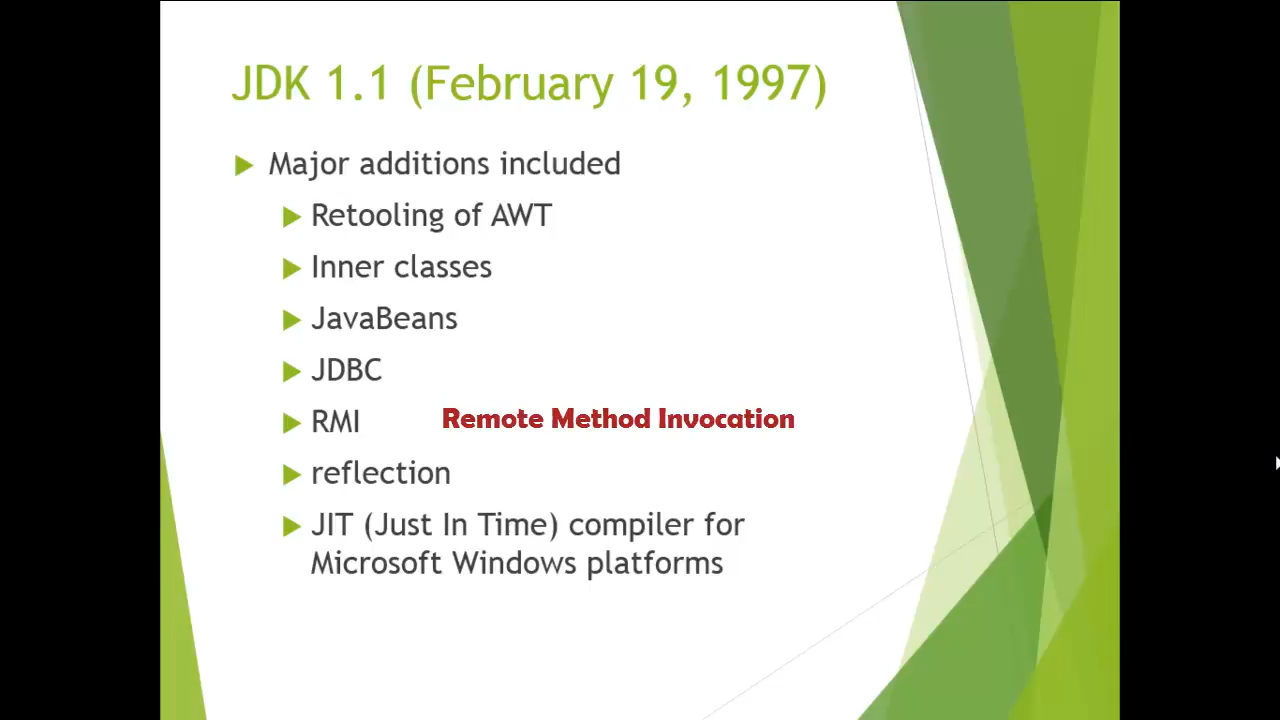 JDK 1.1 (February 19, 1997)
Major additions included
Retooling of AWT
Inner classes
JavaBeans
JDBC
RMI Remote Method Invocation
reflection
JIT (Just In Time) compiler for
Microsoft Windows platforms